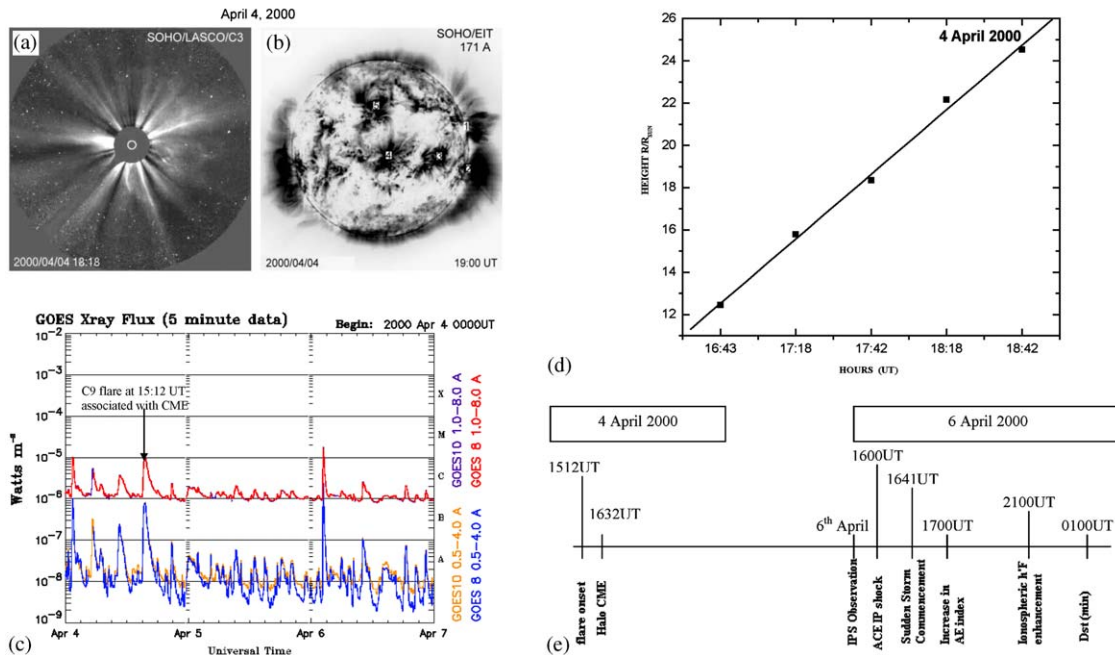 April 4, 2000
(a)
SOHO/LASCO/C3
2000/04/04 18:18
(b)
SOHO/EIT
171 A
2000/04/04
19:00 UT
GOES Xray Flux (5 minute data)
Begin: 2000 Apr 4 0000UT
10⁻²
10⁻³
10⁻⁴
10⁻⁵
10⁻⁶
10⁻⁷
10⁻⁸
10⁻⁹
Watts m⁻²
C9 flare at 15:12 UT
associated with CME
X
M
C
B
A
GOES10 1.0-8.0 A
GOES 8 1.0-8.0 A
GOES10 0.5-4.0 A
GOES 8 0.5-4.0 A
Apr 4
Apr 5
Apr 6
Apr 7
Universal Time
(c)
4 April 2000
26
24
22
20
18
16
14
12
HEIGHT R/R_SUN
16:43
17:18
17:42
18:18
18:42
HOURS (UT)
(d)
4 April 2000
6 April 2000
1512UT
1632UT
6th April
1600UT
1641UT
1700UT
2100UT
0100UT
flare onset
Halo CME
IPS Observation
ACE IP shock
Sudden Storm
Commencement
Increase in
AE index
Ionospheric h'F
enhancement
Dst (min)
(e)